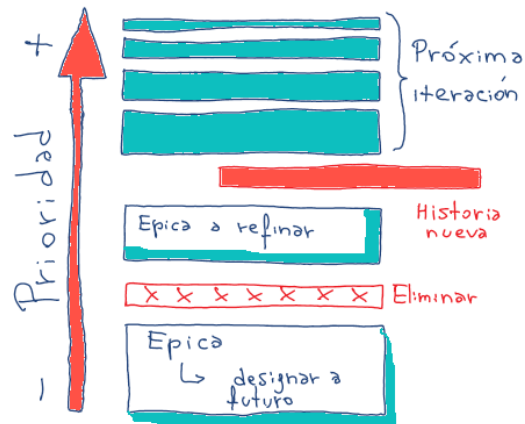 +
Prioridad
-
Próxima
iteración
Historia
nueva
Epica a refinar
x x x x x x x
Eliminar
Epica
designar a
futuro